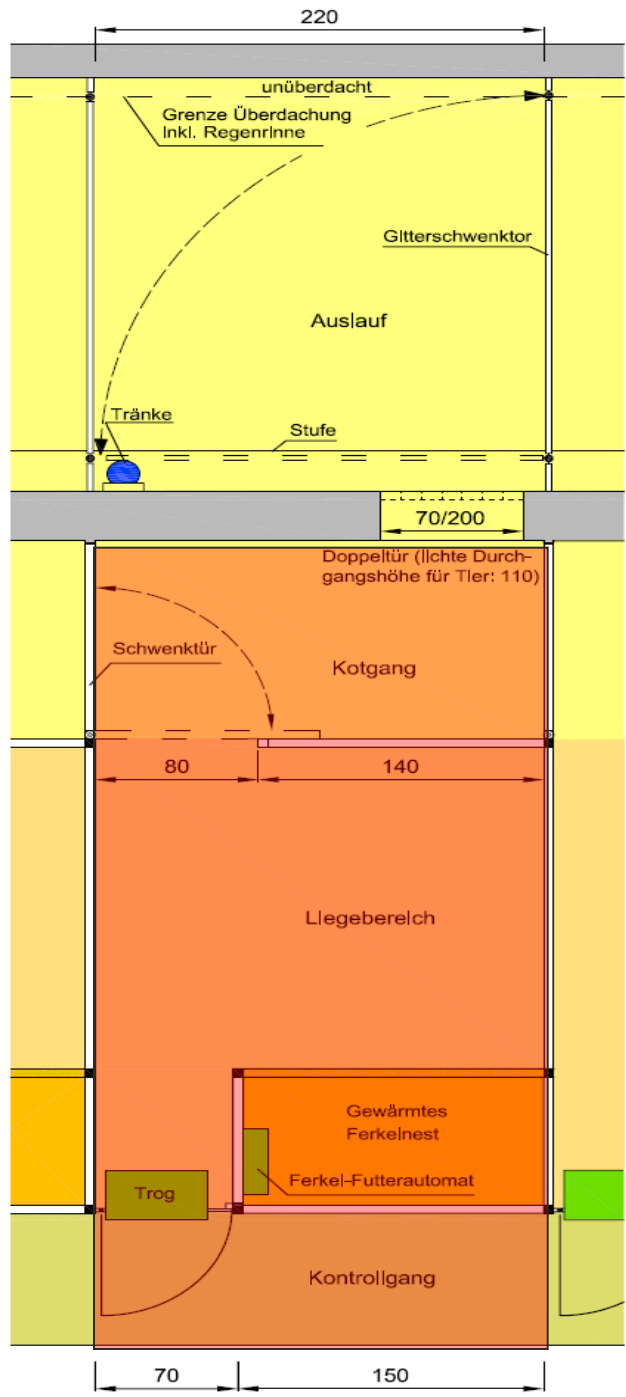 220
unüberdacht
Grenze Überdachung
Inkl. Regenrinne
Gitterschwenktor
Auslauf
Tränke
Stufe
70/200
Doppeltür (lichte Durch-
gangshöhe für Tier: 110)
Schwenktür
Kotgang
80
140
Liegebereich
Gewärmtes
Ferkelnest
Ferkel-Futterautomat
Trog
Kontrollgang
70
150